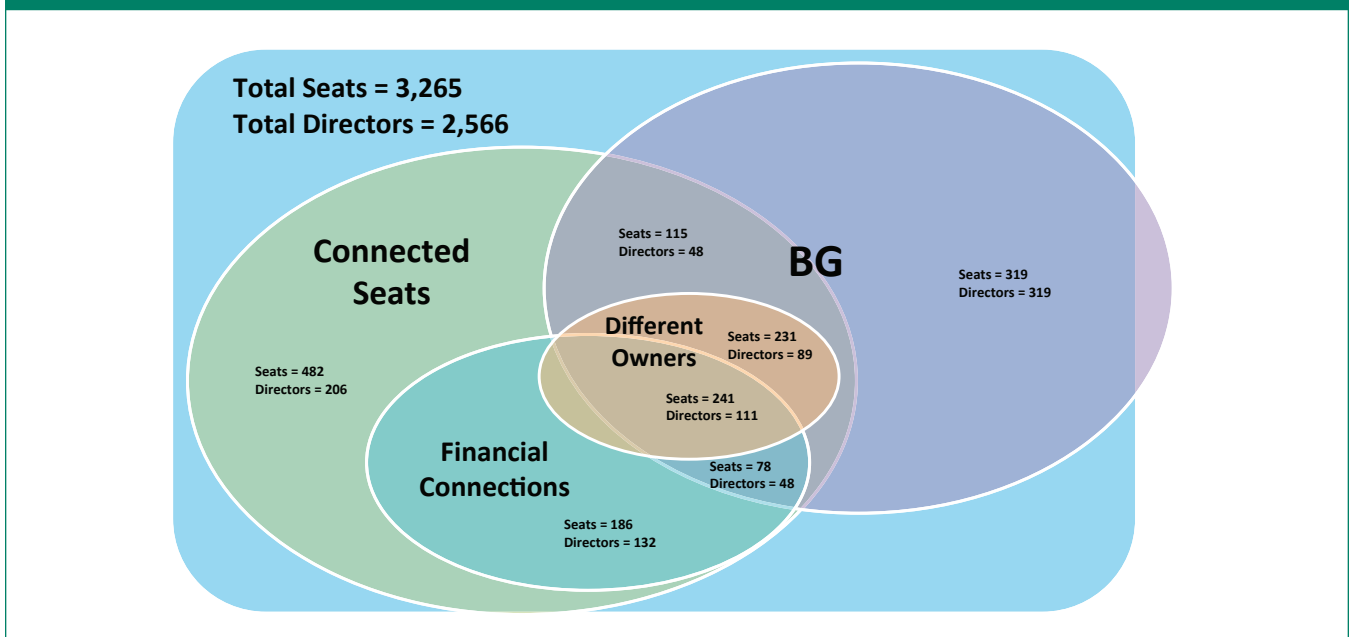 Total Seats = 3,265
Total Directors = 2,566
Connected
Seats
Seats = 115
Directors = 48
BG
Seats = 319
Directors = 319
Different
Owners
Seats = 231
Directors = 89
Seats = 482
Directors = 206
Seats = 241
Directors = 111
Financial
Connections
Seats = 78
Directors = 48
Seats = 186
Directors = 132